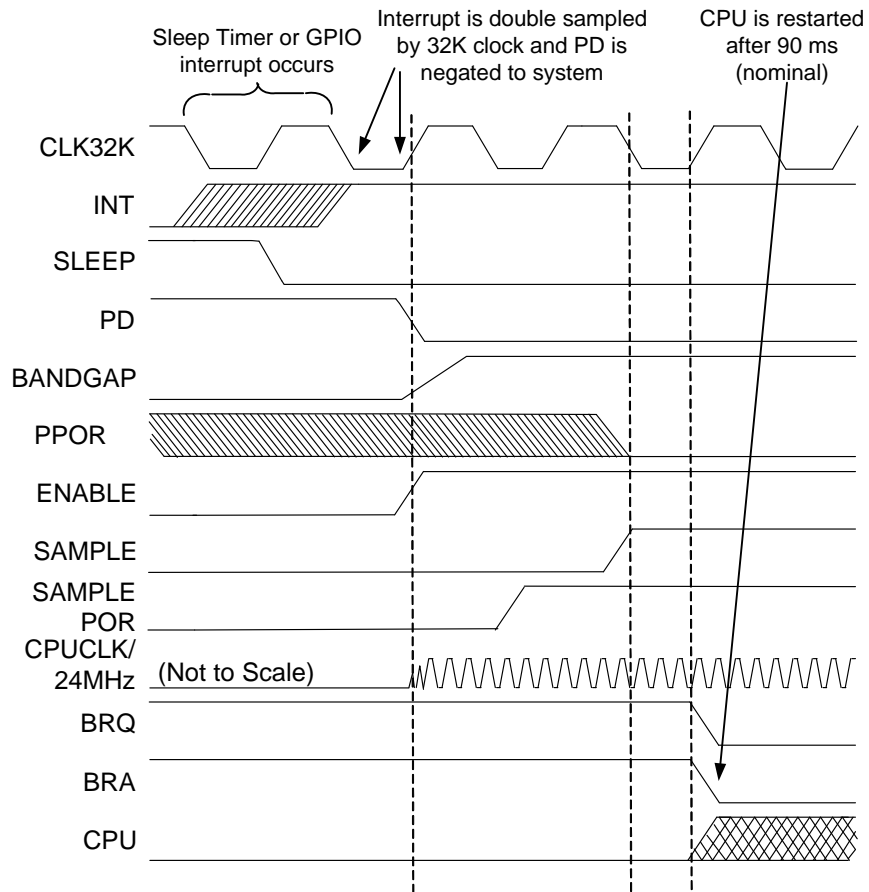 Sleep Timer or GPIO
interrupt occurs
Interrupt is double sampled
by 32K clock and PD is
negated to system
CPU is restarted
after 90 ms
(nominal)
CLK32K
INT
SLEEP
PD
BANDGAP
PPOR
ENABLE
SAMPLE
SAMPLE
POR
CPUCLK/
24MHz
(Not to Scale)
BRQ
BRA
CPU